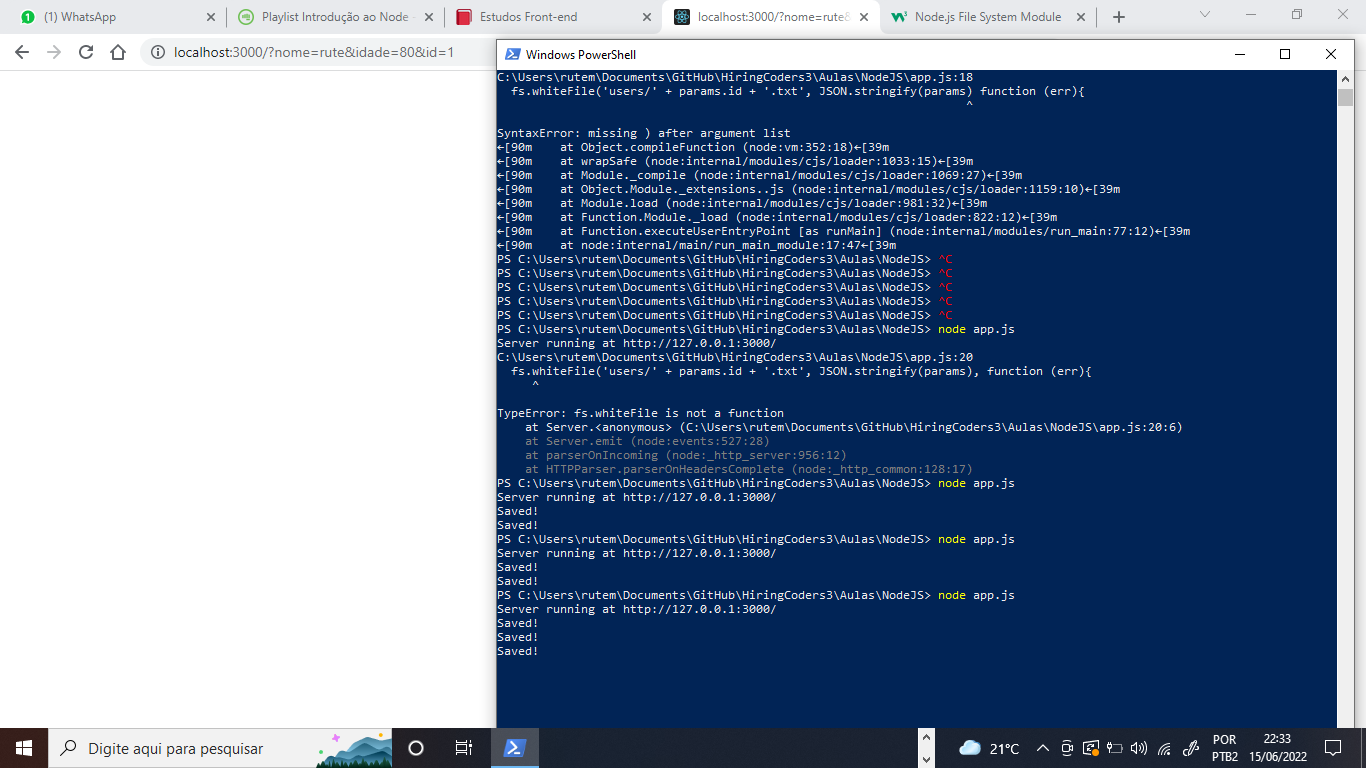 (1) WhatsApp
Playlist Introdução ao Node
Estudos Front-end
localhost:3000/?nome=rute&
Node.js File System Module
localhost:3000/?nome=rute&idade=80&id=1
Windows PowerShell
C:\Users\rutem\Documents\GitHub\HiringCoders3\Aulas\NodeJS\app.js:18
fs.whiteFile('users/' + params.id + '.txt', JSON.stringify(params) function (err){
^
SyntaxError: missing ) after argument list
←[90m    at Object.compileFunction (node:vm:352:18)←[39m
←[90m    at wrapSafe (node:internal/modules/cjs/loader:1033:15)←[39m
←[90m    at Module._compile (node:internal/modules/cjs/loader:1069:27)←[39m
←[90m    at Object.Module._extensions..js (node:internal/modules/cjs/loader:1159:10)←[39m
←[90m    at Module.load (node:internal/modules/cjs/loader:981:32)←[39m
←[90m    at Function.Module._load (node:internal/modules/cjs/loader:822:12)←[39m
←[90m    at Function.executeUserEntryPoint [as runMain] (node:internal/modules/run_main:77:12)←[39m
←[90m    at node:internal/main/run_main_module:17:47←[39m
PS C:\Users\rutem\Documents\GitHub\HiringCoders3\Aulas\NodeJS> ^C
PS C:\Users\rutem\Documents\GitHub\HiringCoders3\Aulas\NodeJS> ^C
PS C:\Users\rutem\Documents\GitHub\HiringCoders3\Aulas\NodeJS> ^C
PS C:\Users\rutem\Documents\GitHub\HiringCoders3\Aulas\NodeJS> ^C
PS C:\Users\rutem\Documents\GitHub\HiringCoders3\Aulas\NodeJS> ^C
PS C:\Users\rutem\Documents\GitHub\HiringCoders3\Aulas\NodeJS> node app.js
Server running at http://127.0.0.1:3000/
C:\Users\rutem\Documents\GitHub\HiringCoders3\Aulas\NodeJS\app.js:20
fs.whiteFile('users/' + params.id + '.txt', JSON.stringify(params), function (err){
^
TypeError: fs.whiteFile is not a function
at Server.<anonymous> (C:\Users\rutem\Documents\GitHub\HiringCoders3\Aulas\NodeJS\app.js:20:6)
at Server.emit (node:events:527:28)
at parserOnIncoming (node:_http_server:956:12)
at HTTPParser.parserOnHeadersComplete (node:_http_common:128:17)
PS C:\Users\rutem\Documents\GitHub\HiringCoders3\Aulas\NodeJS> node app.js
Server running at http://127.0.0.1:3000/
Saved!
Saved!
PS C:\Users\rutem\Documents\GitHub\HiringCoders3\Aulas\NodeJS> node app.js
Server running at http://127.0.0.1:3000/
Saved!
Saved!
PS C:\Users\rutem\Documents\GitHub\HiringCoders3\Aulas\NodeJS> node app.js
Server running at http://127.0.0.1:3000/
Saved!
Saved!
Saved!
Digite aqui para pesquisar
21°C
POR
PTB2
22:33
15/06/2022